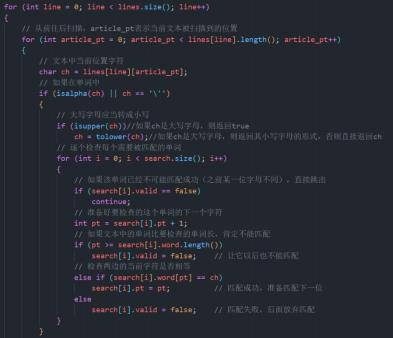 for (int line = 0; line < lines.size(); line++)
{
// 从前往后扫描，article_pt表示当前文本被扫描到的位置
for (int article_pt = 0; article_pt < lines[line].length(); article_pt++)
{
// 文本中当前位置字符
char ch = lines[line][article_pt];
// 如果在单词中
if (isalpha(ch) || ch == '\'')
{
// 大写字母应当转成小写
if (isupper(ch))//如果ch是大写字母，则返回true
ch = tolower(ch);//如果ch是大写字母，则返回其小写字母的形式，否则直接返回ch
// 这个检查每个需要被匹配的单词
for (int i = 0; i < search.size(); i++)
{
// 如果该单词已经不可能匹配成功（之前某一位字母不同），直接跳出
if (search[i].valid == false)
continue;
// 准备好要检查的这个单词的下一个字符
int pt = search[i].pt + 1;
// 如果文本中的单词比要检查的单词长，肯定不能匹配
if (pt >= search[i].word.length())
search[i].valid = false; // 让它以后也不能匹配
// 检查两边的当前字符是否相等
else if (search[i].word[pt] == ch)
search[i].pt = pt; // 匹配成功，准备匹配下一位
else
search[i].valid = false; // 匹配失败，后面放弃匹配
}
}